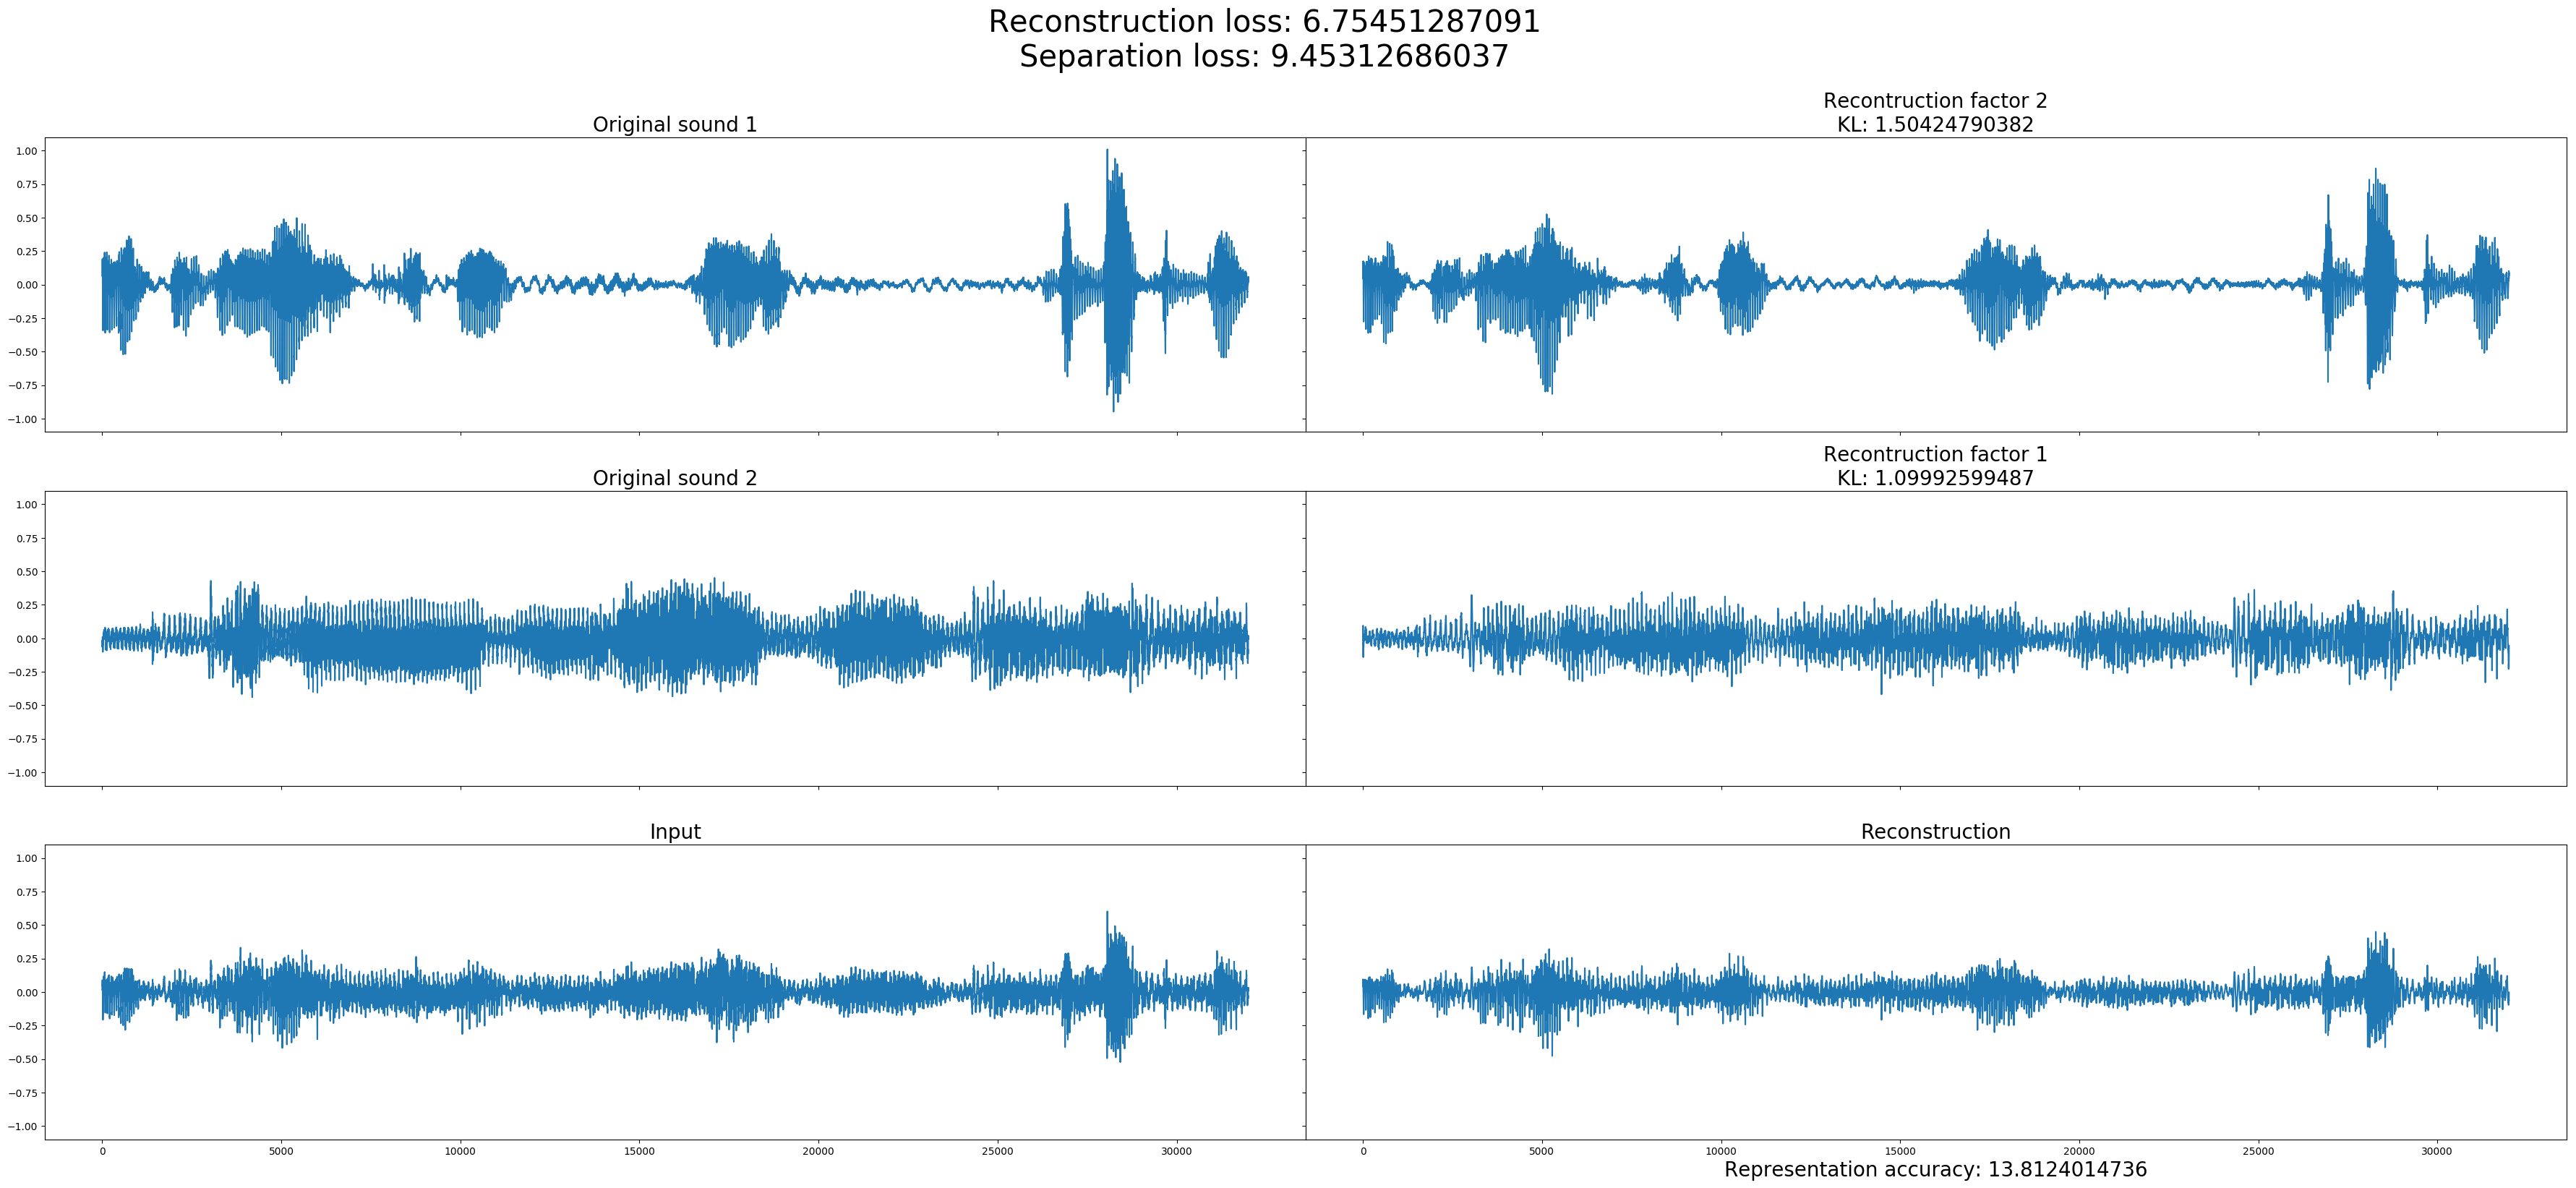 Reconstruction loss: 6.75451287091
Separation loss: 9.45312686037
Original sound 1
Recontruction factor 2
KL: 1.50424790382
1.00
0.75
0.50
0.25
0.00
−0.25
−0.50
−0.75
−1.00
Original sound 2
Recontruction factor 1
KL: 1.09992599487
1.00
0.75
0.50
0.25
0.00
−0.25
−0.50
−0.75
−1.00
Input
Reconstruction
1.00
0.75
0.50
0.25
0.00
−0.25
−0.50
−0.75
−1.00
0 5000 10000 15000 20000 25000 30000
0 5000 10000 15000 20000 25000 30000
Representation accuracy: 13.8124014736